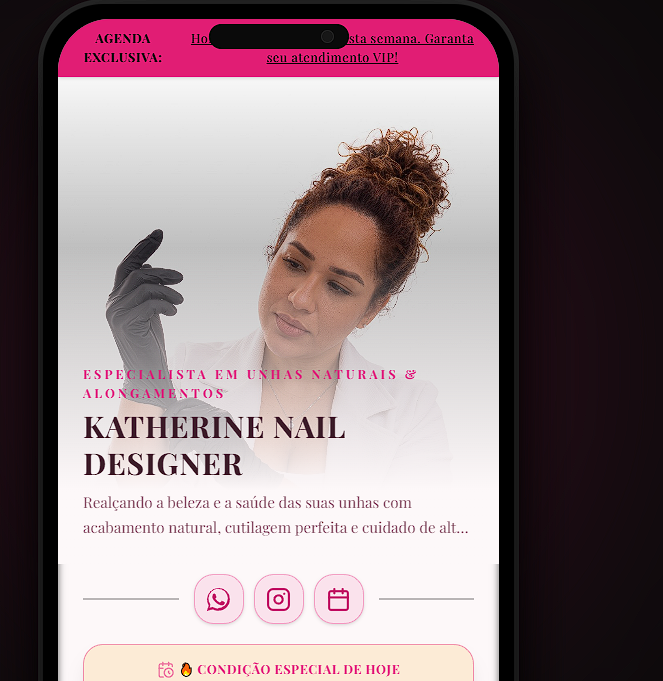 AGENDA
EXCLUSIVA:
sta semana. Garanta
seu atendimento VIP!
ESPECIALISTA EM UNHAS NATURAIS &
ALONGAMENTOS
KATHERINE NAIL
DESIGNER
Realçando a beleza e a saúde das suas unhas com
acabamento natural, cutilagem perfeita e cuidado de alt...
🔥 CONDIÇÃO ESPECIAL DE HOJE